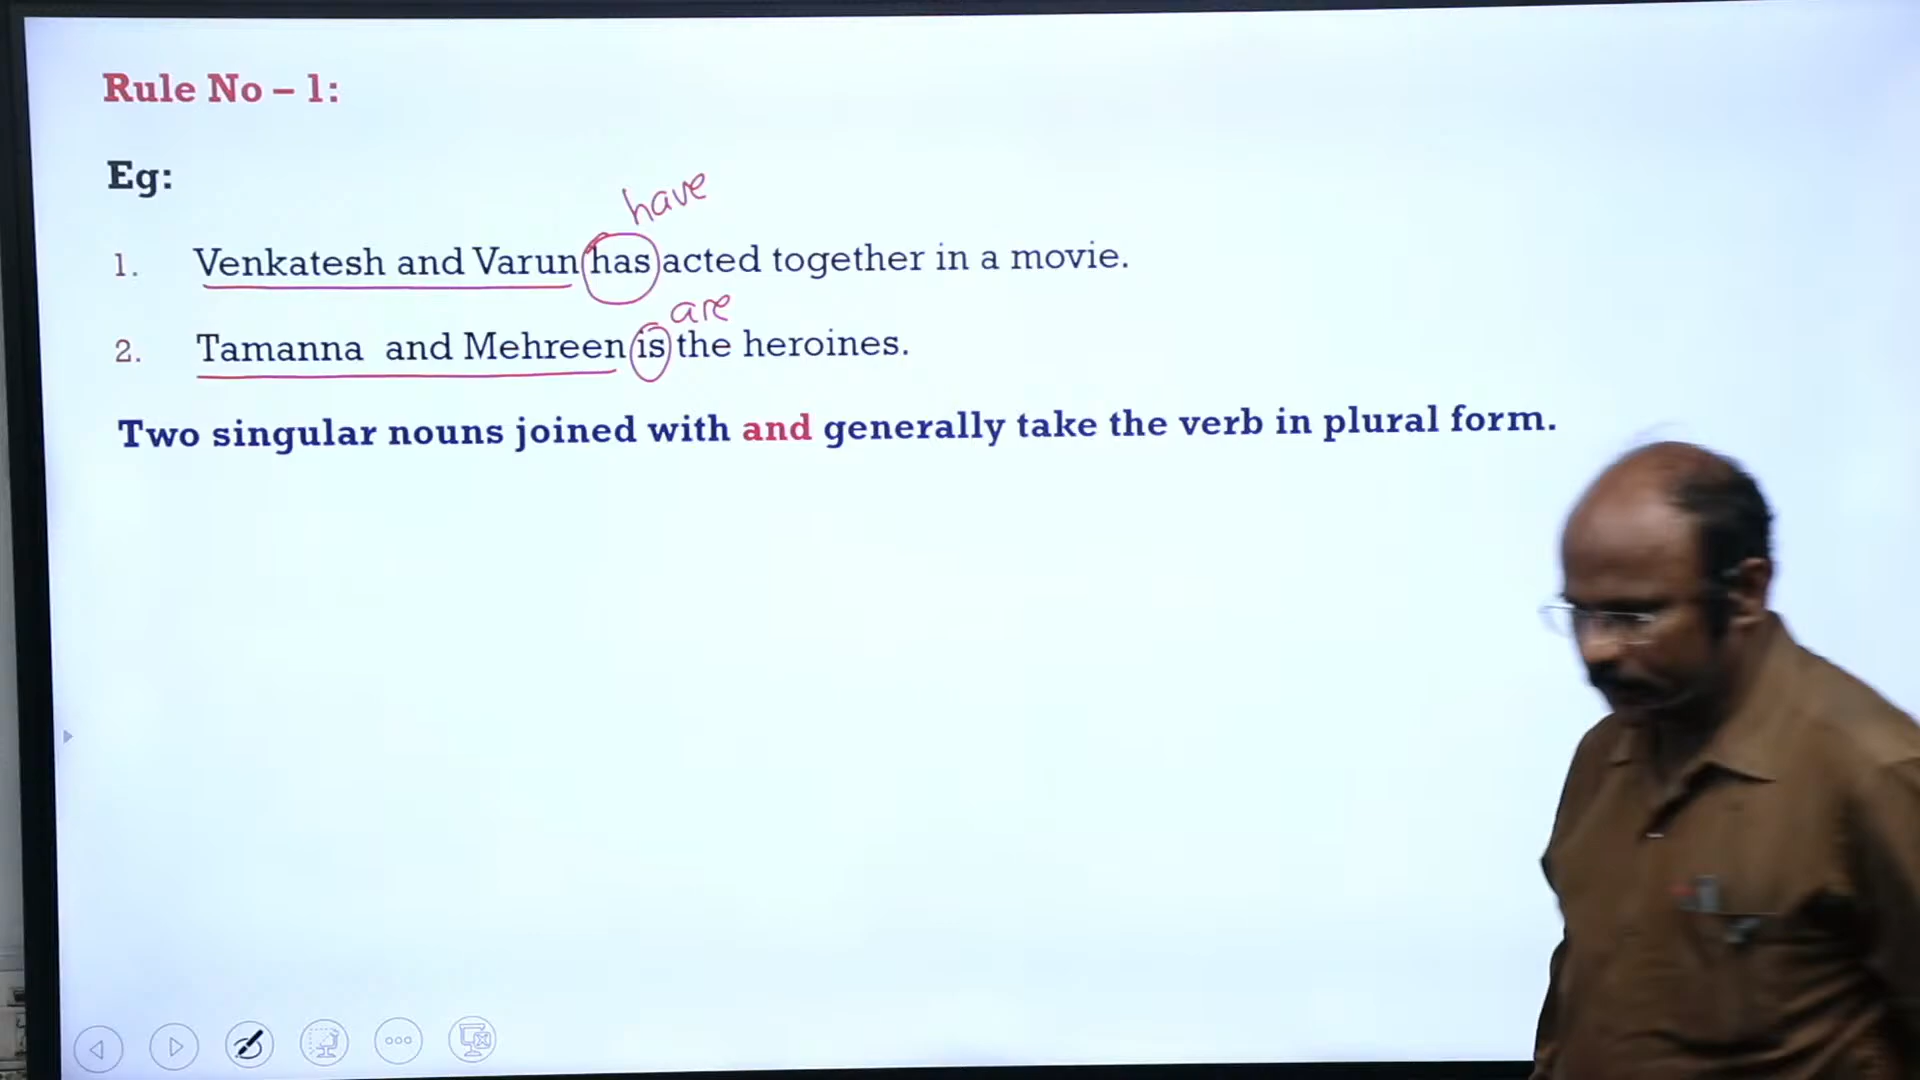 Rule No – 1:
Eg:
have
1. Venkatesh and Varun has acted together in a movie.
are
2. Tamanna and Mehreen is the heroines.
Two singular nouns joined with and generally take the verb in plural form.